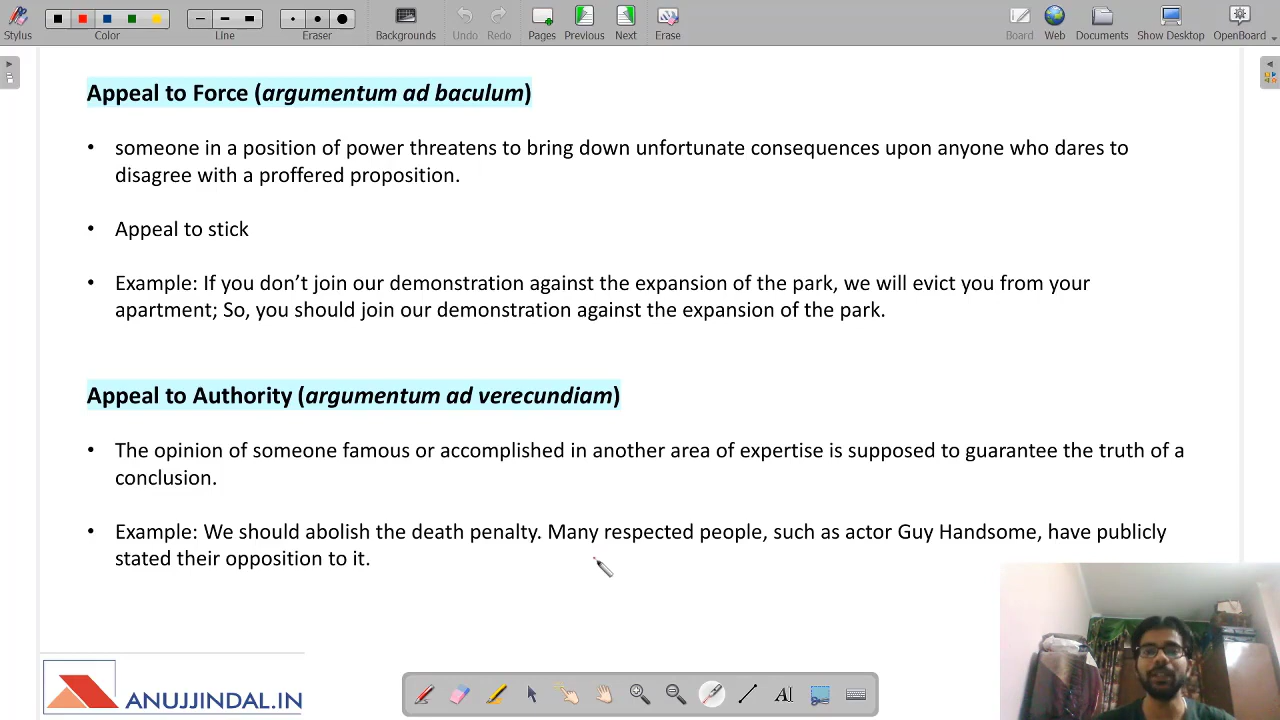 Stylus Color Line Eraser Backgrounds Undo Redo Pages Previous Next Erase Board Web Documents Show Desktop OpenBoard
Appeal to Force (argumentum ad baculum)
• someone in a position of power threatens to bring down unfortunate consequences upon anyone who dares to
disagree with a proffered proposition.
• Appeal to stick
• Example: If you don’t join our demonstration against the expansion of the park, we will evict you from your
apartment; So, you should join our demonstration against the expansion of the park.
Appeal to Authority (argumentum ad verecundiam)
• The opinion of someone famous or accomplished in another area of expertise is supposed to guarantee the truth of a
conclusion.
• Example: We should abolish the death penalty. Many respected people, such as actor Guy Handsome, have publicly
stated their opposition to it.
ANUJJINDAL.IN
AI